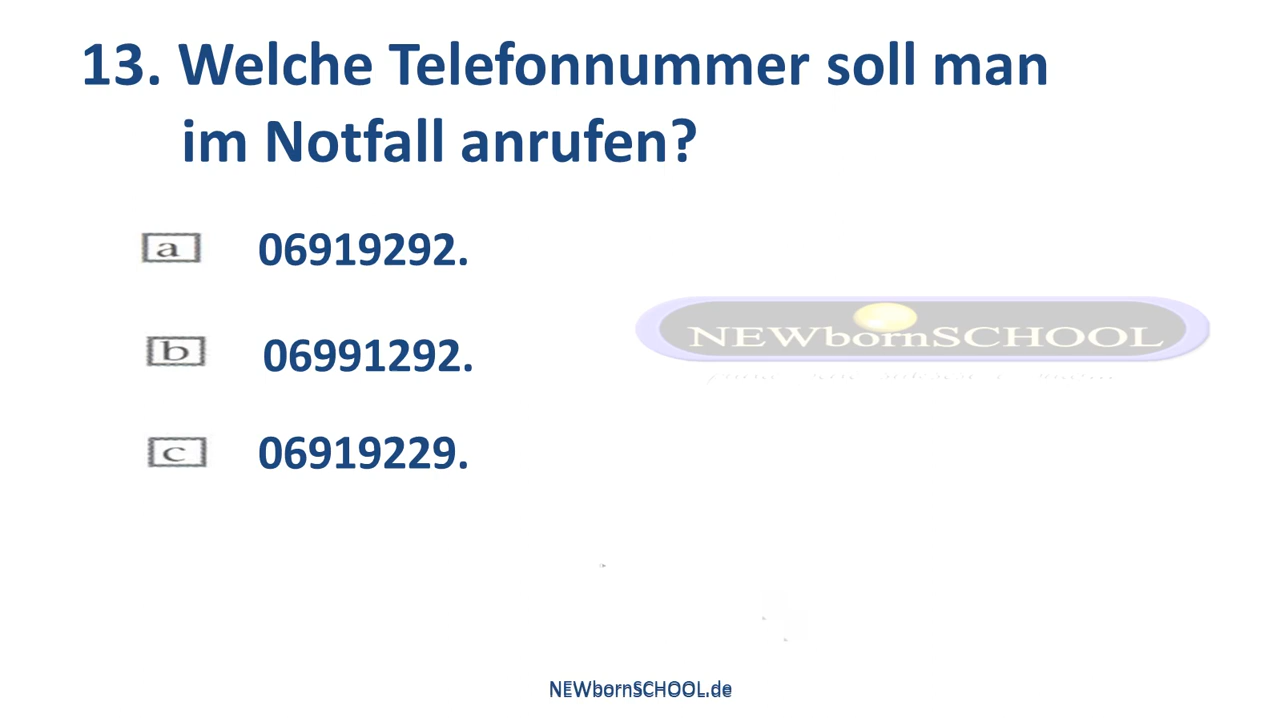 13. Welche Telefonnummer soll man
im Notfall anrufen?
a 06919292.
b 06991292.
NEWbornSCHOOL
c 06919229.
NEWbornSCHOOL.de